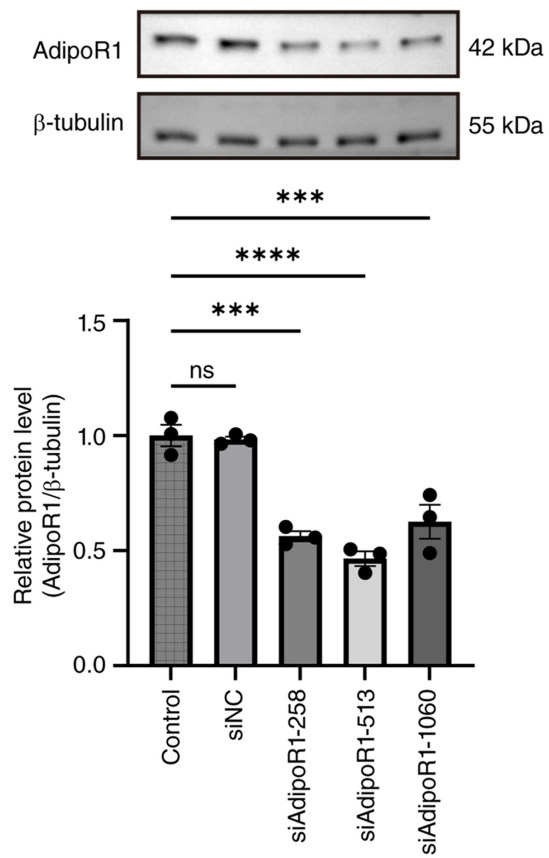 AdipoR1 42 kDa
β-tubulin 55 kDa
***
****
***
ns
1.5
1.0
0.5
0.0
Relative protein level
(AdipoR1/β-tubulin)
Control
siNC
siAdipoR1-258
siAdipoR1-513
siAdipoR1-1060